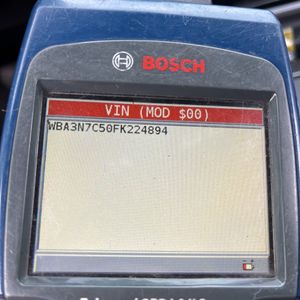 BOSCH
VIN (MOD $00)
WBA3N7C50FK224894